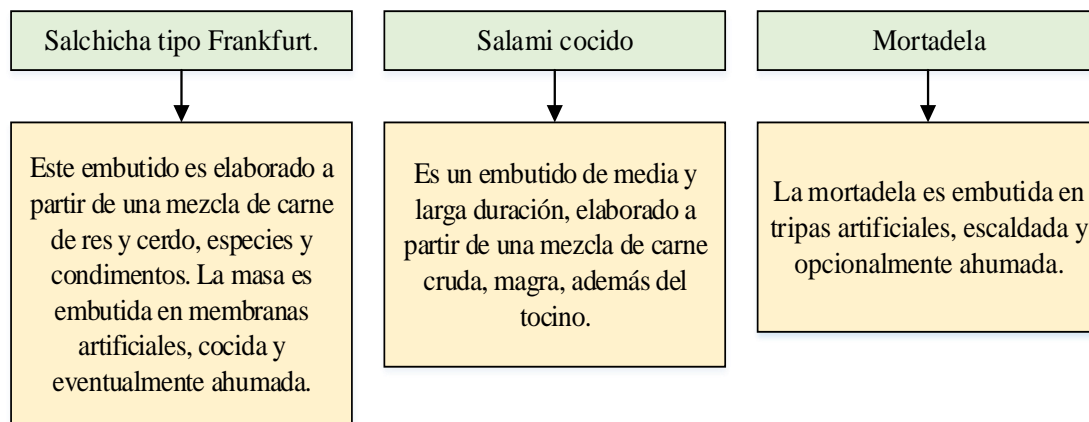 Salchicha tipo Frankfurt.
Este embutido es elaborado a
partir de una mezcla de carne
de res y cerdo, especies y
condimentos. La masa es
embutida en membranas
artificiales, cocida y
eventualmente ahumada.
Salami cocido
Es un embutido de media y
larga duración, elaborado a
partir de una mezcla de carne
cruda, magra, además del
tocino.
Mortadela
La mortadela es embutida en
tripas artificiales, escaldada y
opcionalmente ahumada.